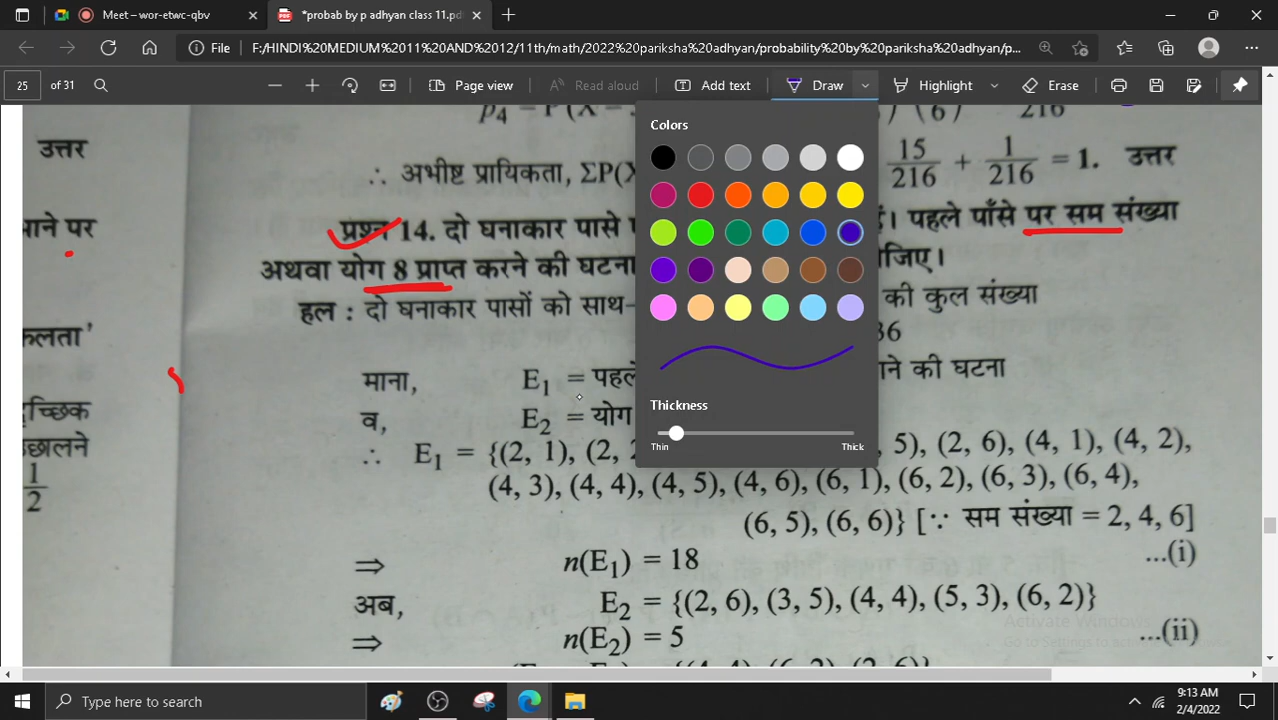 Meet – wor-etwc-qbv
*probab by p adhyan class 11.pd
File
F:/HINDI%20MEDIUM%2011%20AND%2012/11th/math/2022%20pariksha%20adhyan/probability%20by%20pariksha%20adhyan/p...
25 of 31
Page view
Read aloud
Add text
Draw
Highlight
Erase
Colors
Thickness
Thin
Thick
उत्तर
∴ अभीष्ट प्रायिकता, ΣP(X
15/216 + 1/216 = 1. उत्तर
प्रश्न 14. दो घनाकार पासे
पहले पाँसे पर सम संख्या
अथवा योग 8 प्राप्त करने की घटना
हल : दो घनाकार पासों को साथ-
की कुल संख्या
माना, E1 = पहले
ने की घटना
व, E2 = योग
∴ E1 = {(2, 1), (2, 2
5), (2, 6), (4, 1), (4, 2),
(4, 3), (4, 4), (4, 5), (4, 6), (6, 1), (6, 2), (6, 3), (6, 4),
(6, 5), (6, 6)} [∵ सम संख्या = 2, 4, 6]
⇒ n(E1) = 18 ...(i)
अब, E2 = {(2, 6), (3, 5), (4, 4), (5, 3), (6, 2)}
⇒ n(E2) = 5 ...(ii)
1/2
Activate Windows
Type here to search
9:13 AM
2/4/2022